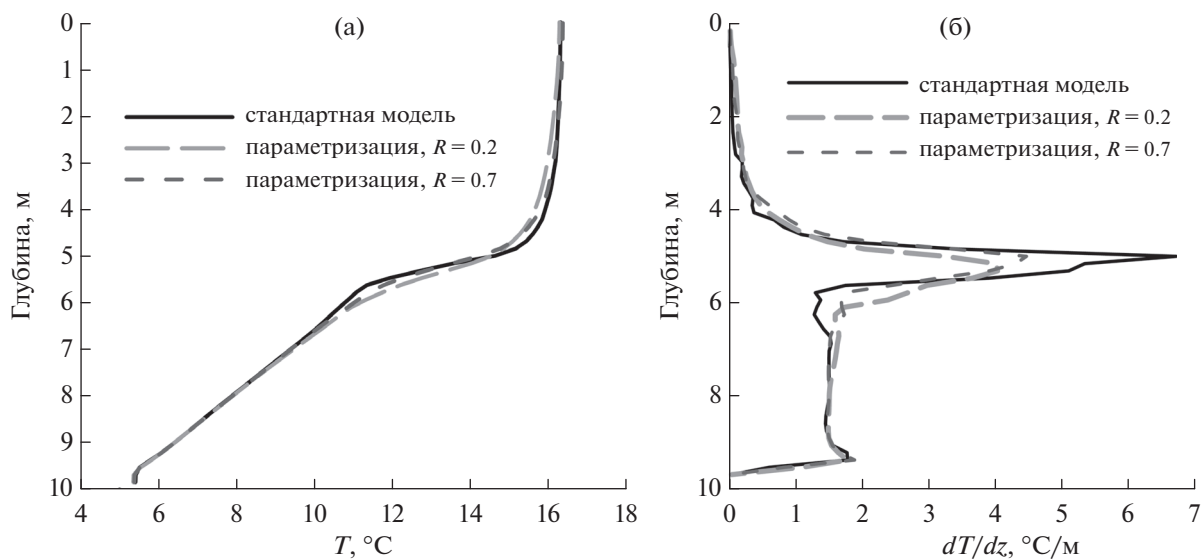 (а)
0
1
2
3
4
5
6
7
8
9
10
Глубина, м
стандартная модель
параметризация, R = 0.2
параметризация, R = 0.7
4 6 8 10 12 14 16 18
T, °C
(б)
0
2
4
6
8
10
Глубина, м
стандартная модель
параметризация, R = 0.2
параметризация, R = 0.7
0 1 2 3 4 5 6 7
dT/dz, °C/м